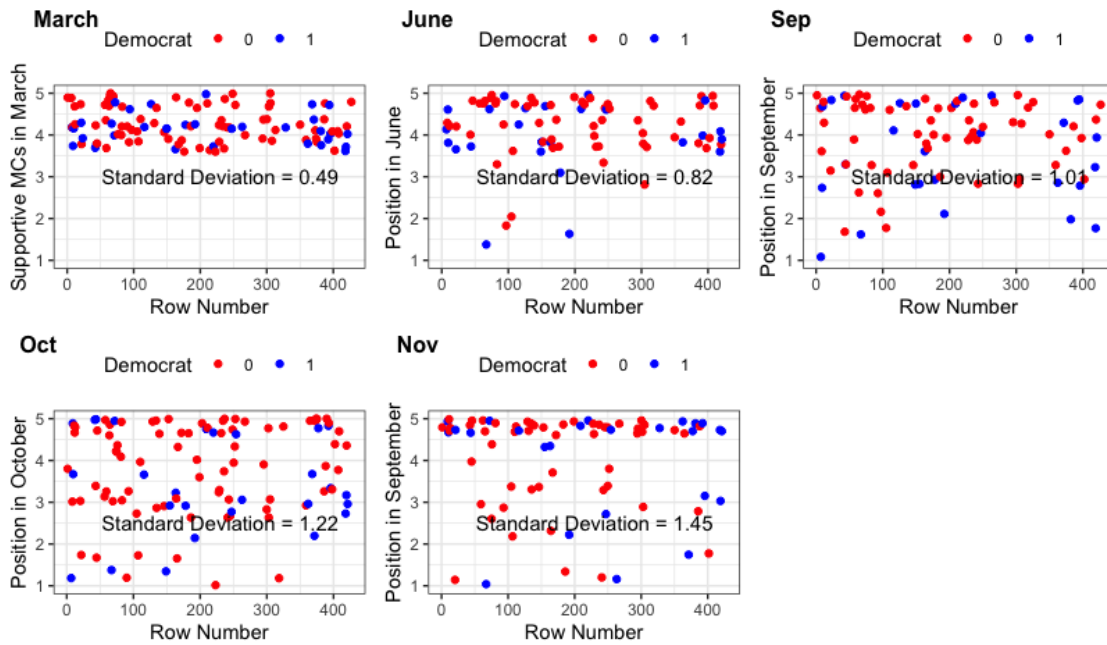 March
Democrat 0 1
Supportive MCs in March
5
4
3
2
1
Standard Deviation = 0.49
0 100 200 300 400
Row Number
June
Democrat 0 1
Position in June
5
4
3
2
1
Standard Deviation = 0.82
0 100 200 300 400
Row Number
Sep
Democrat 0 1
Position in September
5
4
3
2
1
Standard Deviation = 1.01
0 100 200 300 400
Row Number
Oct
Democrat 0 1
Position in October
5
4
3
2
1
Standard Deviation = 1.22
0 100 200 300 400
Row Number
Nov
Democrat 0 1
Position in September
5
4
3
2
1
Standard Deviation = 1.45
0 100 200 300 400
Row Number